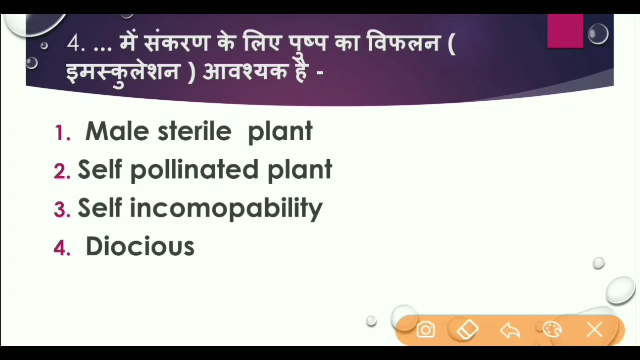 4. ... में संकरण के लिए पुष्प का विफलन (
इमस्कुलेशन ) आवश्यक है -
1. Male sterile plant
2. Self pollinated plant
3. Self incomopability
4. Diocious